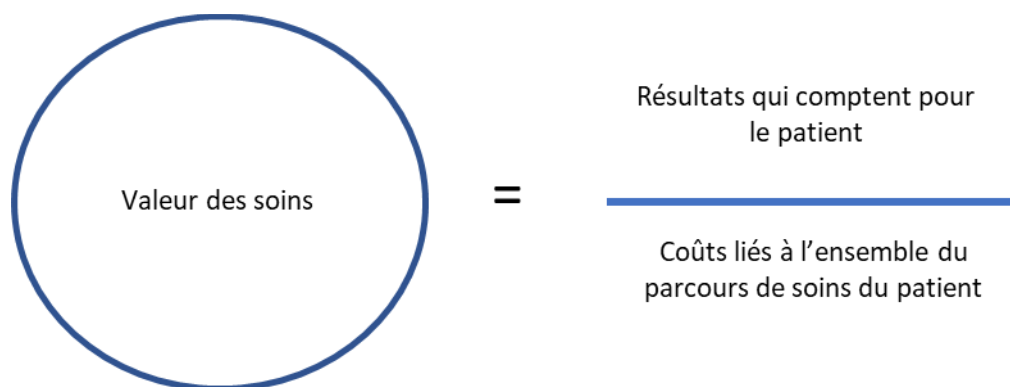 Valeur des soins
=
Résultats qui comptent pour
le patient
Coûts liés à l’ensemble du
parcours de soins du patient